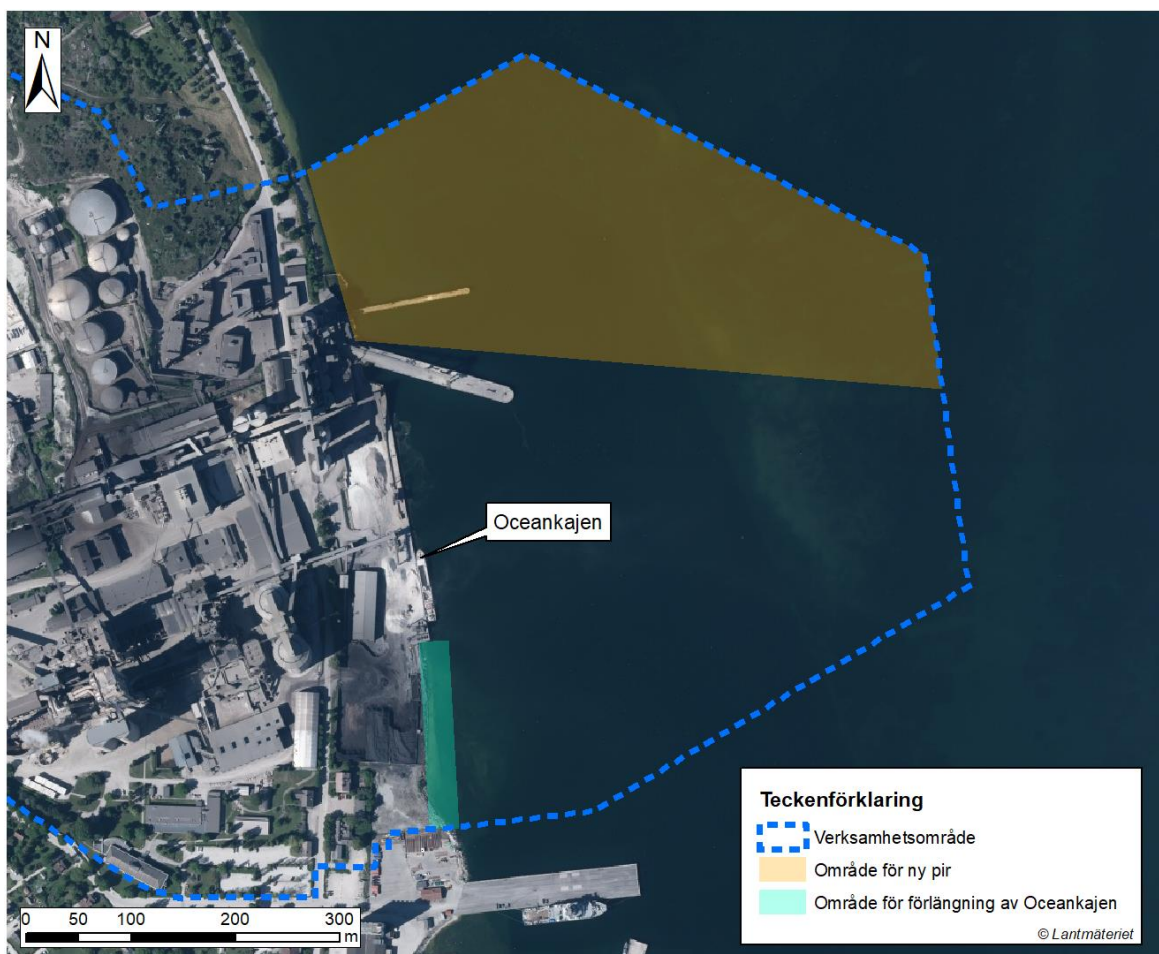 N
Oceankajen
Teckenförklaring
Verksamhetsområde
Område för ny pir
Område för förlängning av Oceankajen
© Lantmäteriet
0 50 100 200 300
m